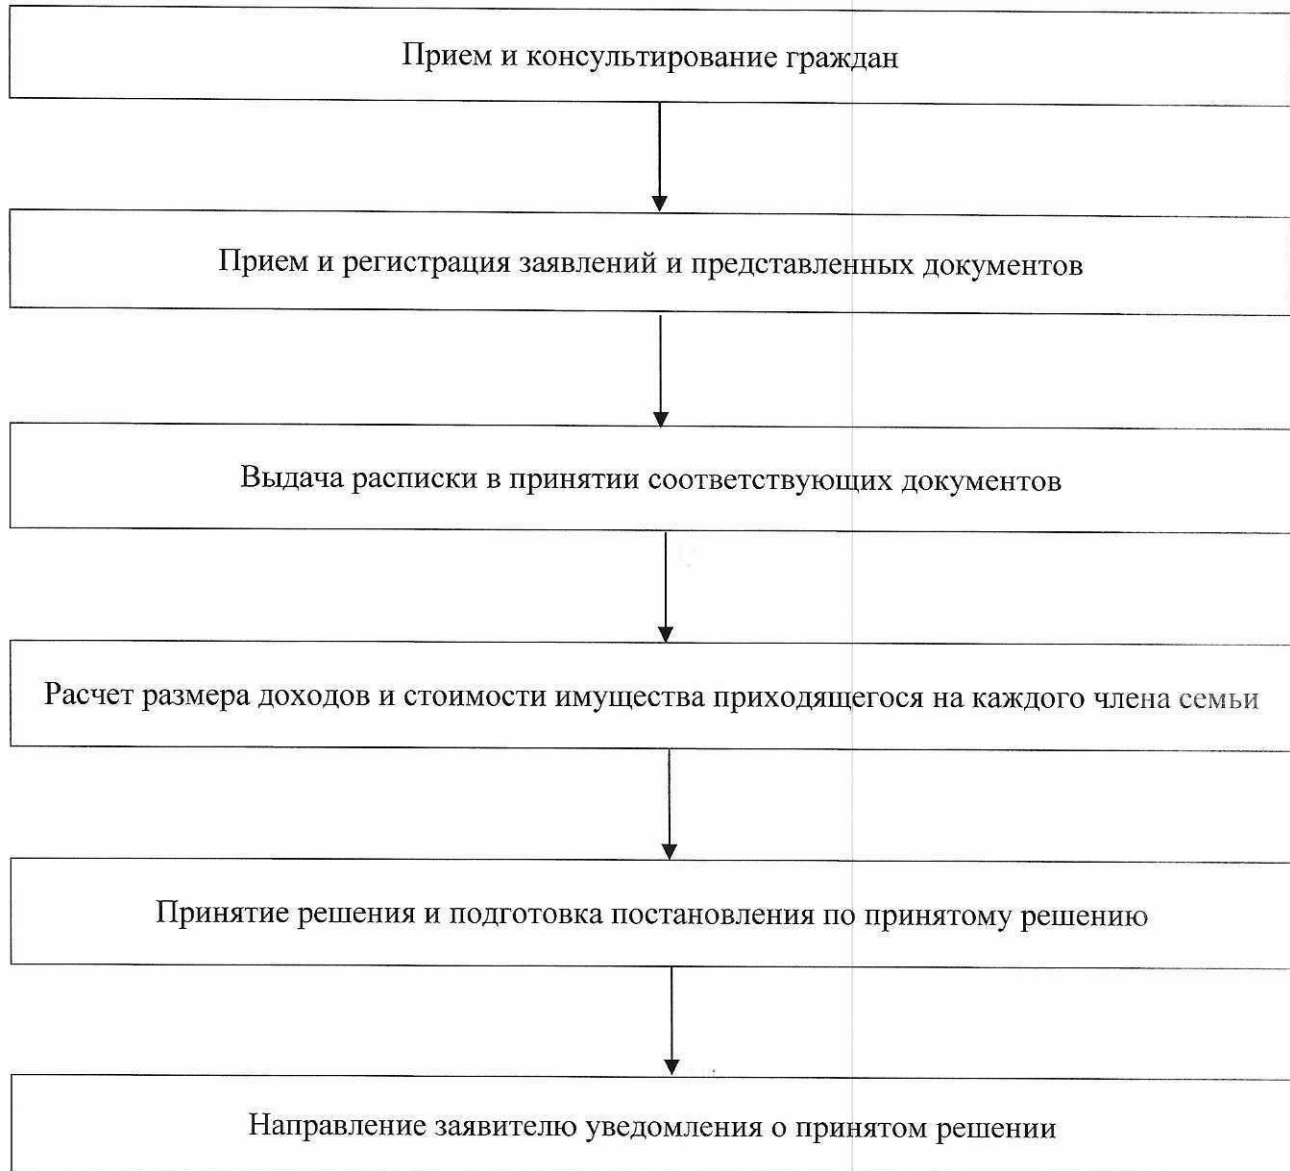 Прием и консультирование граждан
Прием и регистрация заявлений и представленных документов
Выдача расписки в принятии соответствующих документов
Расчет размера доходов и стоимости имущества приходящегося на каждого члена семьи
Принятие решения и подготовка постановления по принятому решению
Направление заявителю уведомления о принятом решении